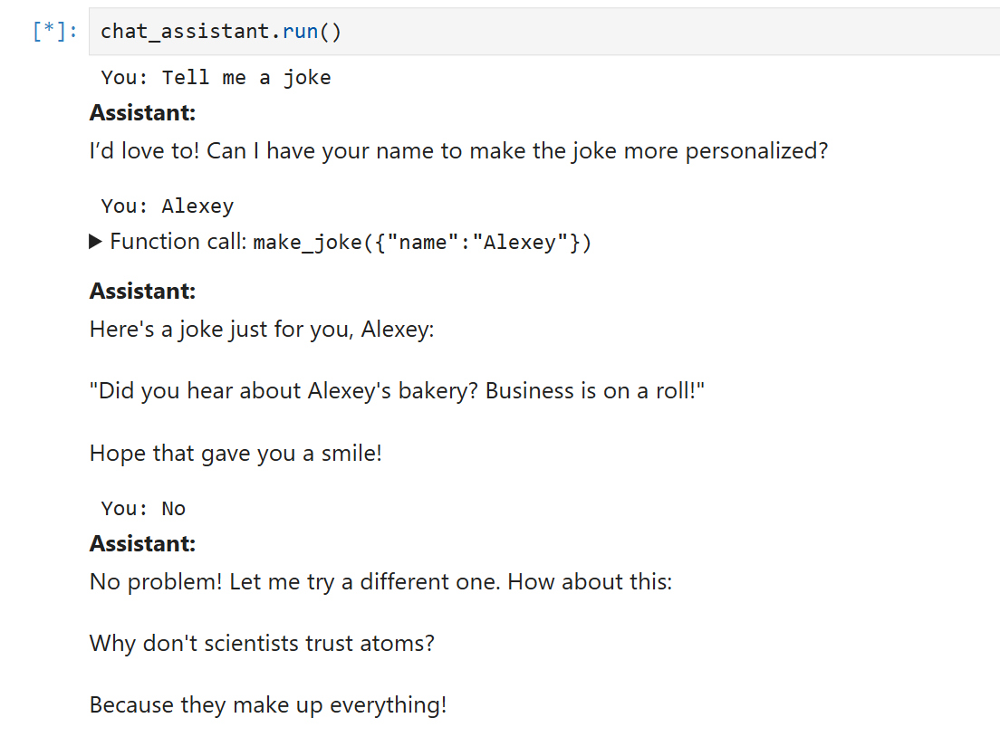 [*]: chat_assistant.run()
You: Tell me a joke
Assistant:
I’d love to! Can I have your name to make the joke more personalized?
You: Alexey
▶ Function call: make_joke({"name":"Alexey"})
Assistant:
Here's a joke just for you, Alexey:
"Did you hear about Alexey's bakery? Business is on a roll!"
Hope that gave you a smile!
You: No
Assistant:
No problem! Let me try a different one. How about this:
Why don't scientists trust atoms?
Because they make up everything!